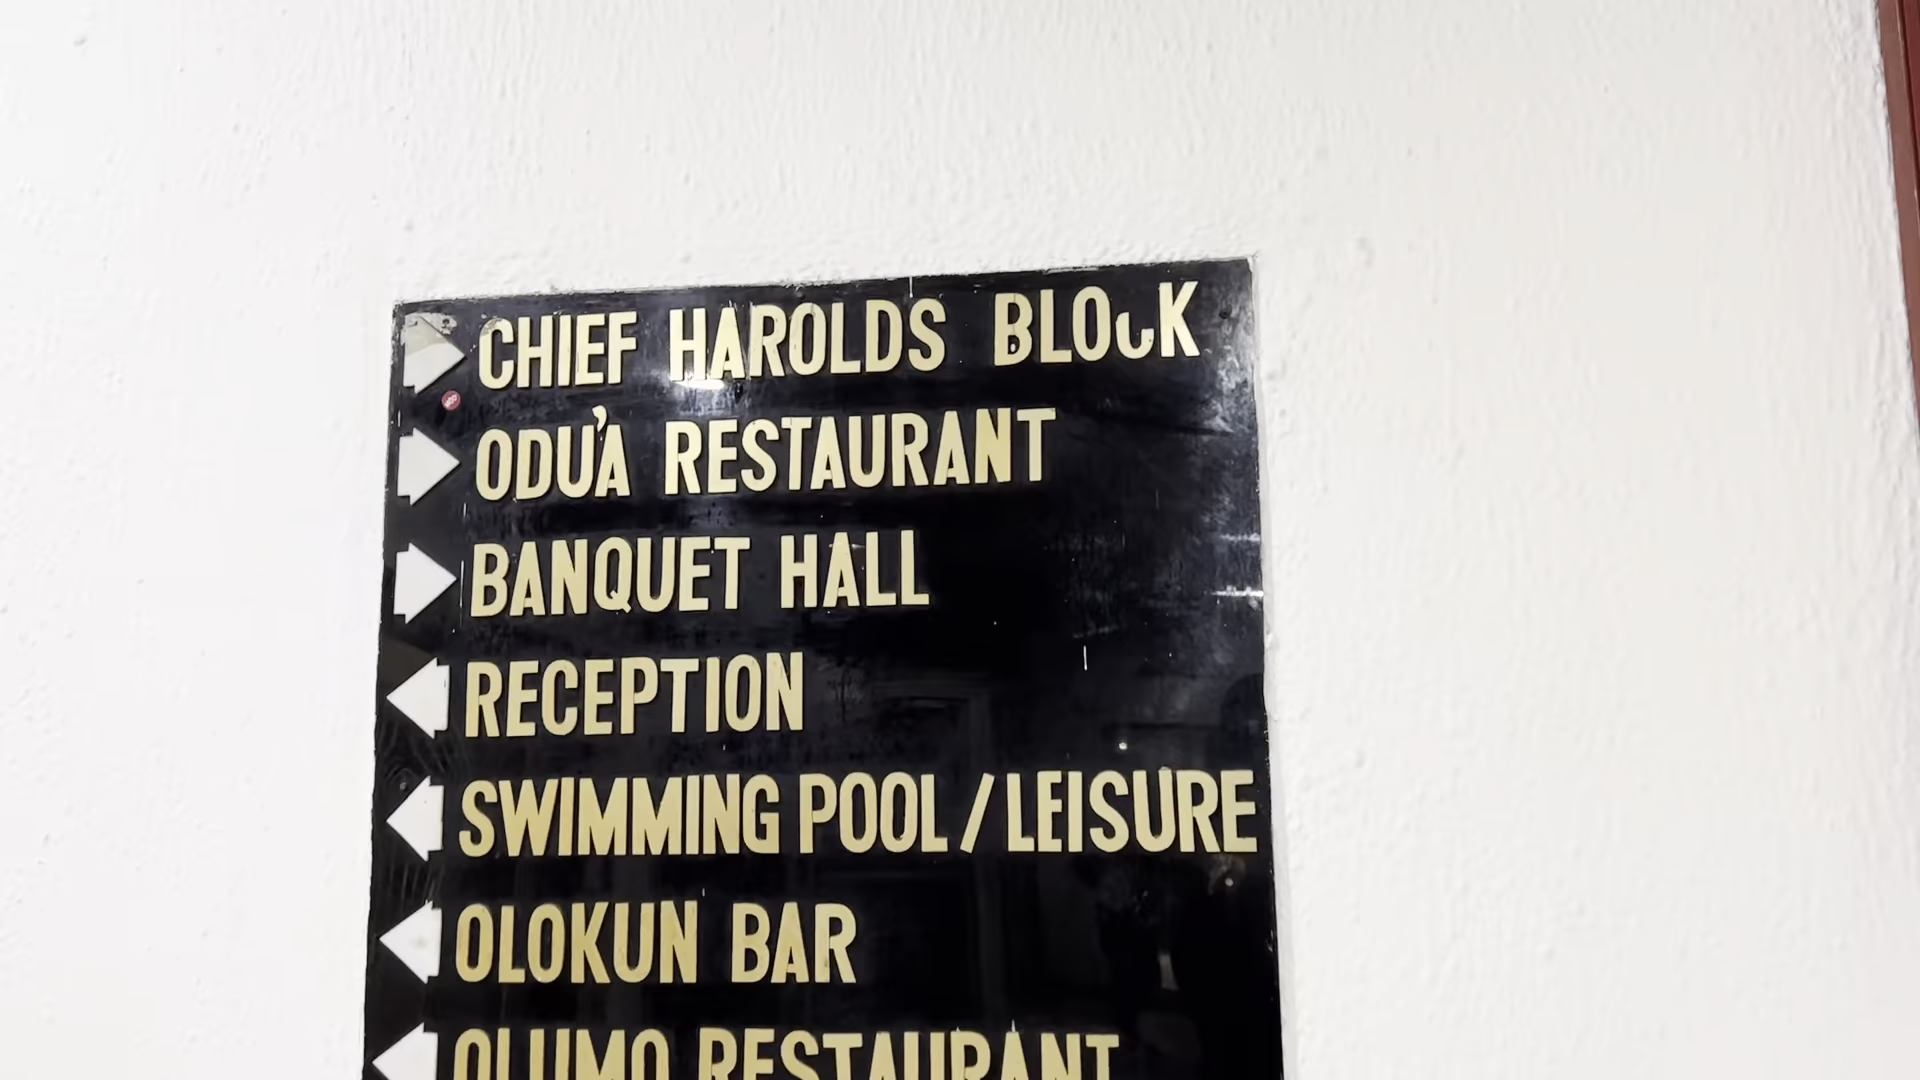 CHIEF HAROLDS BLOCK
ODU'A RESTAURANT
BANQUET HALL
RECEPTION
SWIMMING POOL / LEISURE
OLOKUN BAR
OLUMO RESTAURANT